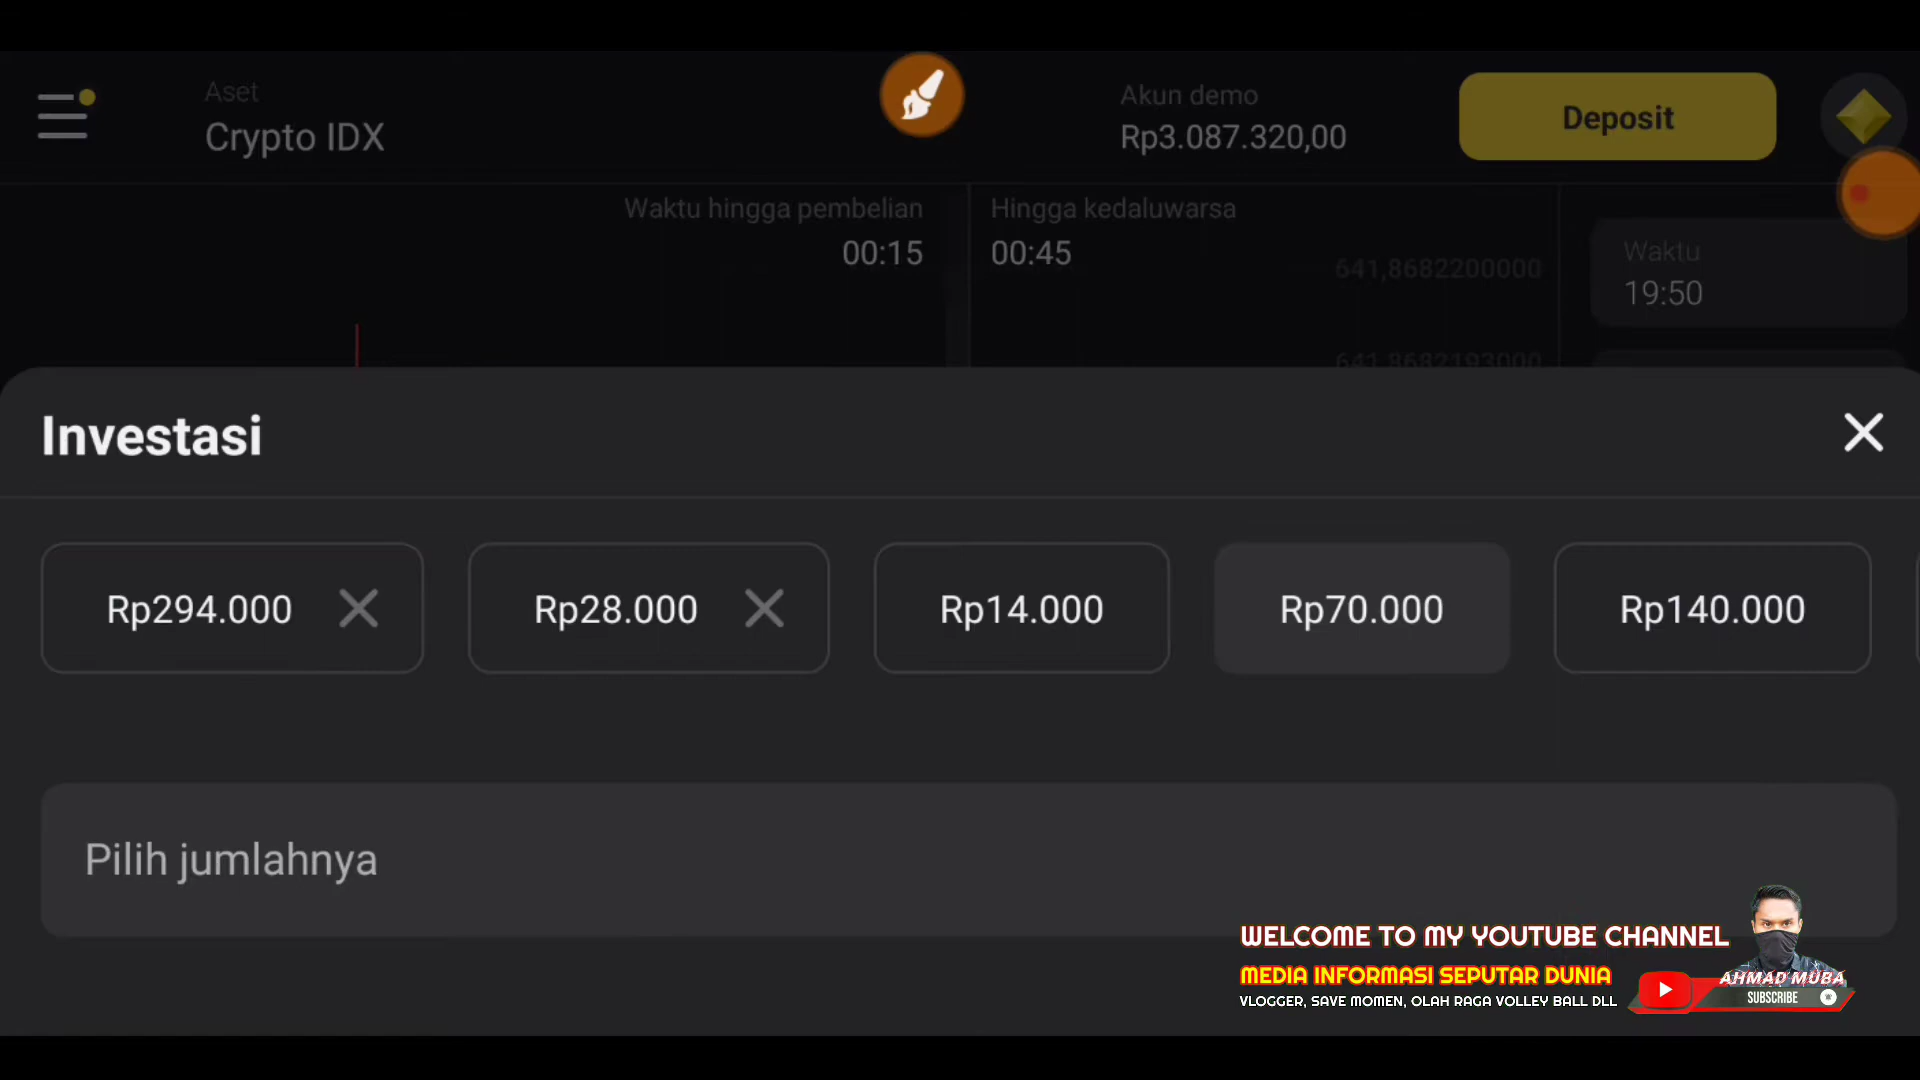 Aset
Crypto IDX
Akun demo
Rp3.087.320,00
Deposit
Waktu hingga pembelian
00:15
Hingga kedaluwarsa
00:45
641,8682200000
641,8682193000
Waktu
19:50
Investasi
Rp294.000
Rp28.000
Rp14.000
Rp70.000
Rp140.000
Pilih jumlahnya
WELCOME TO MY YOUTUBE CHANNEL
MEDIA INFORMASI SEPUTAR DUNIA
VLOGGER, SAVE MOMEN, OLAH RAGA VOLLEY BALL DLL
AHMAD MUBA
SUBSCRIBE